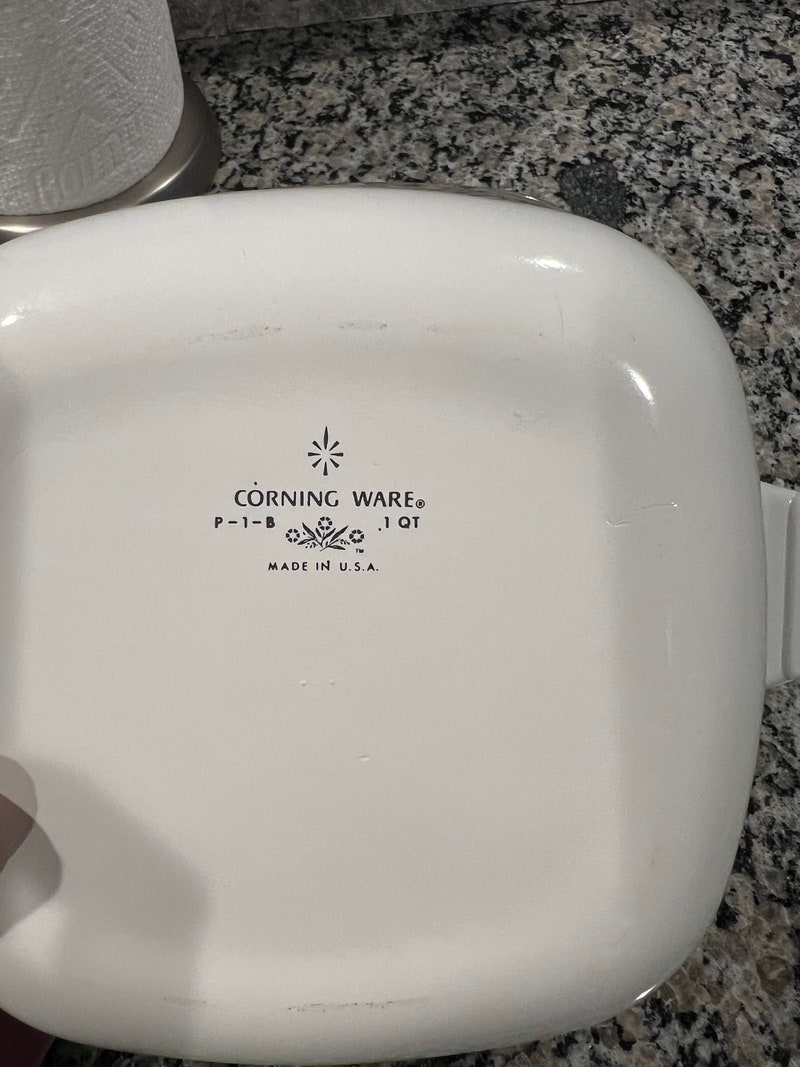 CORNING WARE®
P-1-B .1 QT
TM
MADE IN U.S.A.